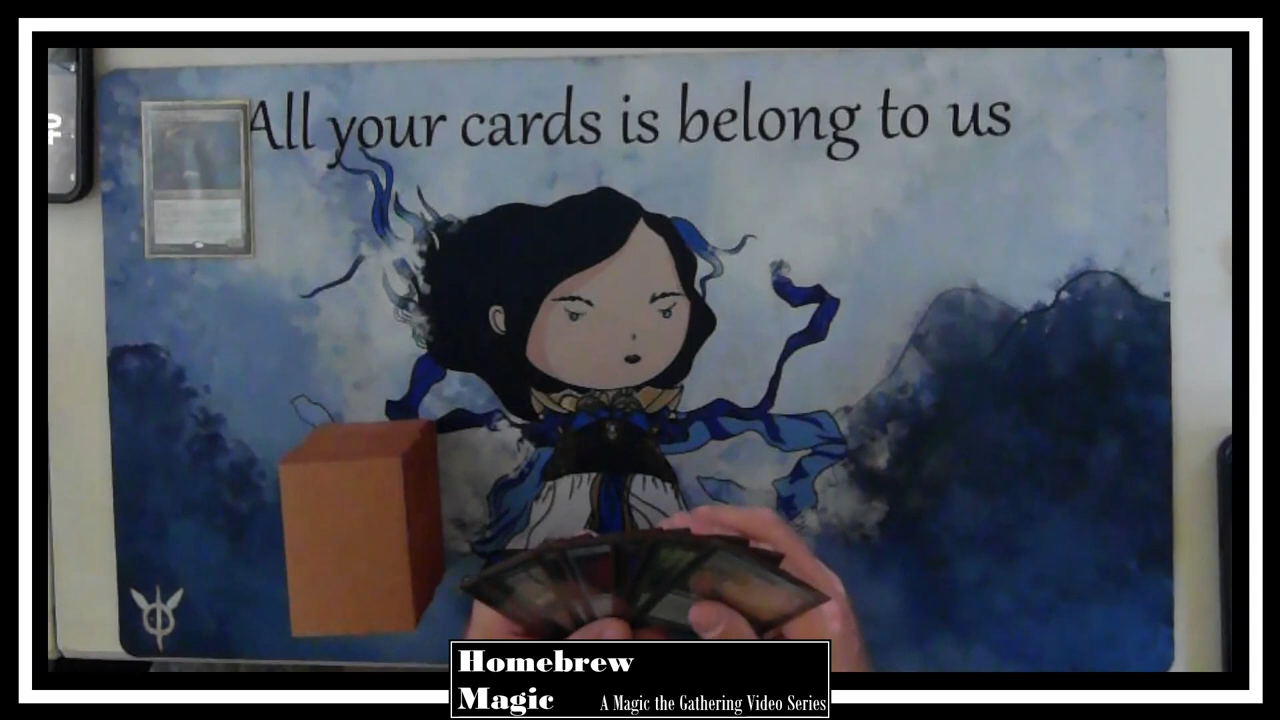 All your cards is belong to us
Homebrew
Magic
A Magic the Gathering Video Series